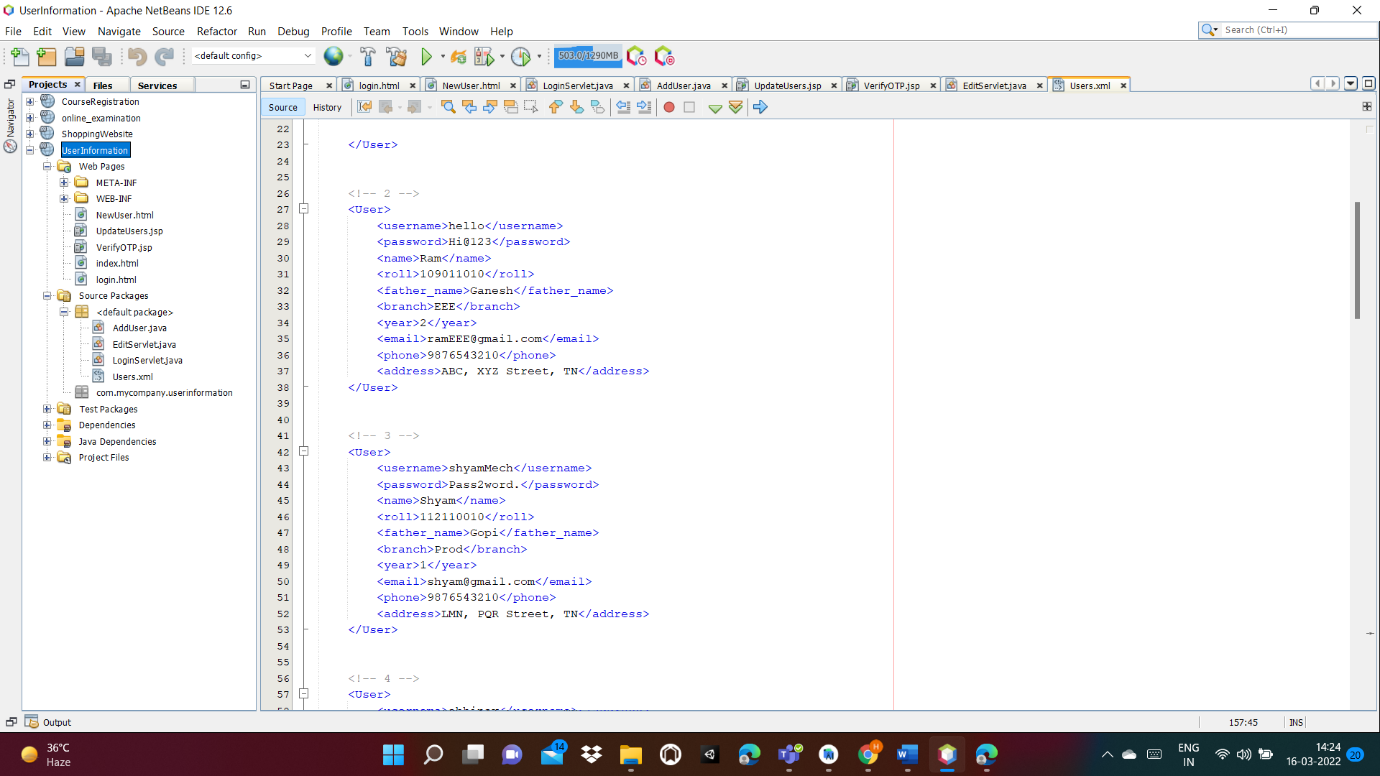 UserInformation - Apache NetBeans IDE 12.6
File Edit View Navigate Source Refactor Run Debug Profile Team Tools Window Help
Search (Ctrl+I)
<default config>
503.0/1290MB
Projects Files Services
Navigator
CourseRegistration
online_examination
ShoppingWebsite
UserInformation
Web Pages
META-INF
WEB-INF
NewUser.html
UpdateUsers.jsp
VerifyOTP.jsp
index.html
login.html
Source Packages
<default package>
AddUser.java
EditServlet.java
LoginServlet.java
Users.xml
com.mycompany.userinformation
Test Packages
Dependencies
Java Dependencies
Project Files
Start Page login.html NewUser.html LoginServlet.java AddUser.java UpdateUsers.jsp VerifyOTP.jsp EditServlet.java Users.xml
Source History
22
23 </User>
24
25
26 <!-- 2 -->
27 <User>
28 <username>hello</username>
29 <password>Hi@123</password>
30 <name>Ram</name>
31 <roll>109011010</roll>
32 <father_name>Ganesh</father_name>
33 <branch>EEE</branch>
34 <year>2</year>
35 <email>ramEEE@gmail.com</email>
36 <phone>9876543210</phone>
37 <address>ABC, XYZ Street, TN</address>
38 </User>
39
40
41 <!-- 3 -->
42 <User>
43 <username>shyamMech</username>
44 <password>Pass2word.</password>
45 <name>Shyam</name>
46 <roll>112110010</roll>
47 <father_name>Gopi</father_name>
48 <branch>Prod</branch>
49 <year>1</year>
50 <email>shyam@gmail.com</email>
51 <phone>9876543210</phone>
52 <address>LMN, PQR Street, TN</address>
53 </User>
54
55
56 <!-- 4 -->
57 <User>
Output
157:45 INS
36°C
Haze
14
H
ENG
IN
14:24
16-03-2022
20